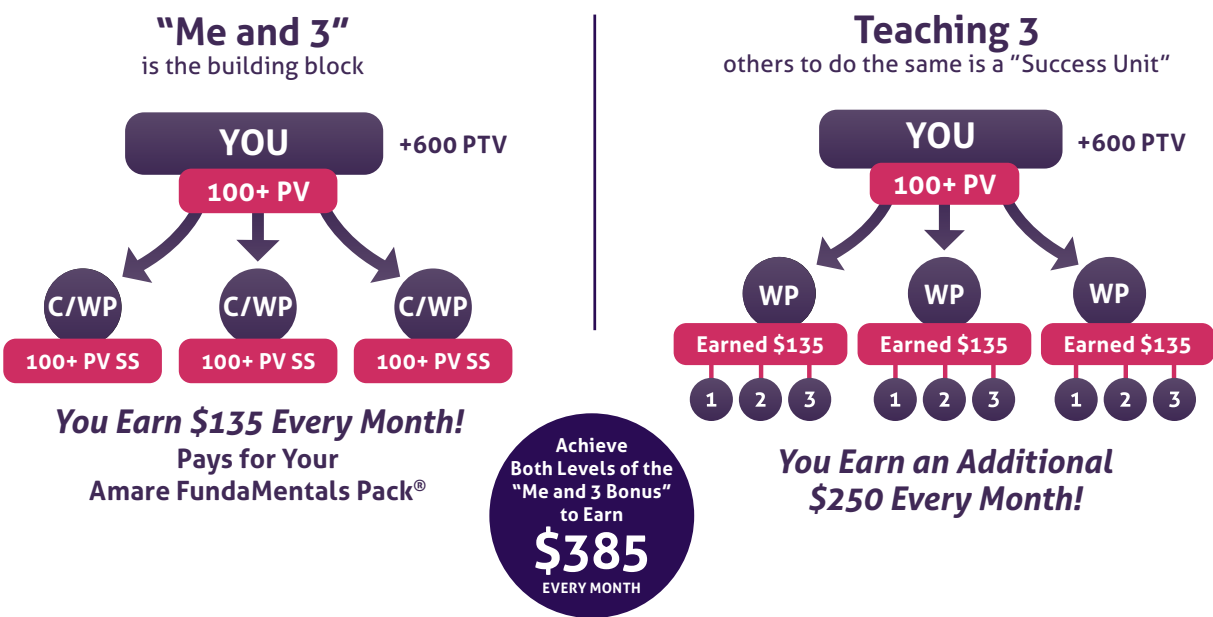 “Me and 3”
is the building block
YOU
+600 PTV
100+ PV
C/WP
C/WP
C/WP
100+ PV SS
100+ PV SS
100+ PV SS
You Earn $135 Every Month!
Pays for Your
Amare FundaMentals Pack®
Teaching 3
others to do the same is a “Success Unit”
YOU
+600 PTV
100+ PV
WP
WP
WP
Earned $135
Earned $135
Earned $135
1 2 3
1 2 3
1 2 3
You Earn an Additional
$250 Every Month!
Achieve
Both Levels of the
“Me and 3 Bonus”
to Earn
$385
EVERY MONTH